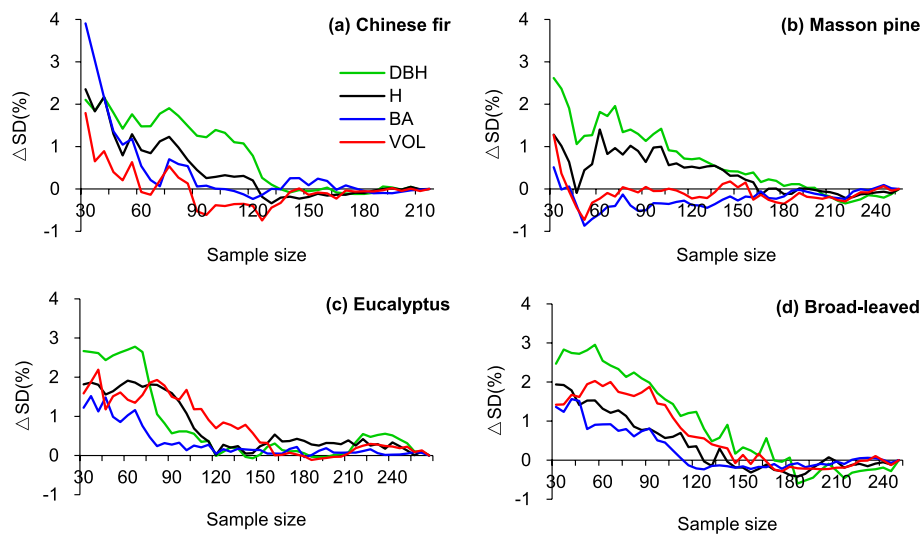 (a) Chinese fir
4
3
2
1
0
-1
△SD(%)
DBH
H
BA
VOL
30 60 90 120 150 180 210
Sample size
(b) Masson pine
4
3
2
1
0
-1
△SD(%)
30 60 90 120 150 180 210 240
Sample size
(c) Eucalyptus
4
3
2
1
0
-1
△SD(%)
30 60 90 120 150 180 210 240
Sample size
(d) Broad-leaved
4
3
2
1
0
-1
△SD(%)
30 60 90 120 150 180 210 240
Sample size